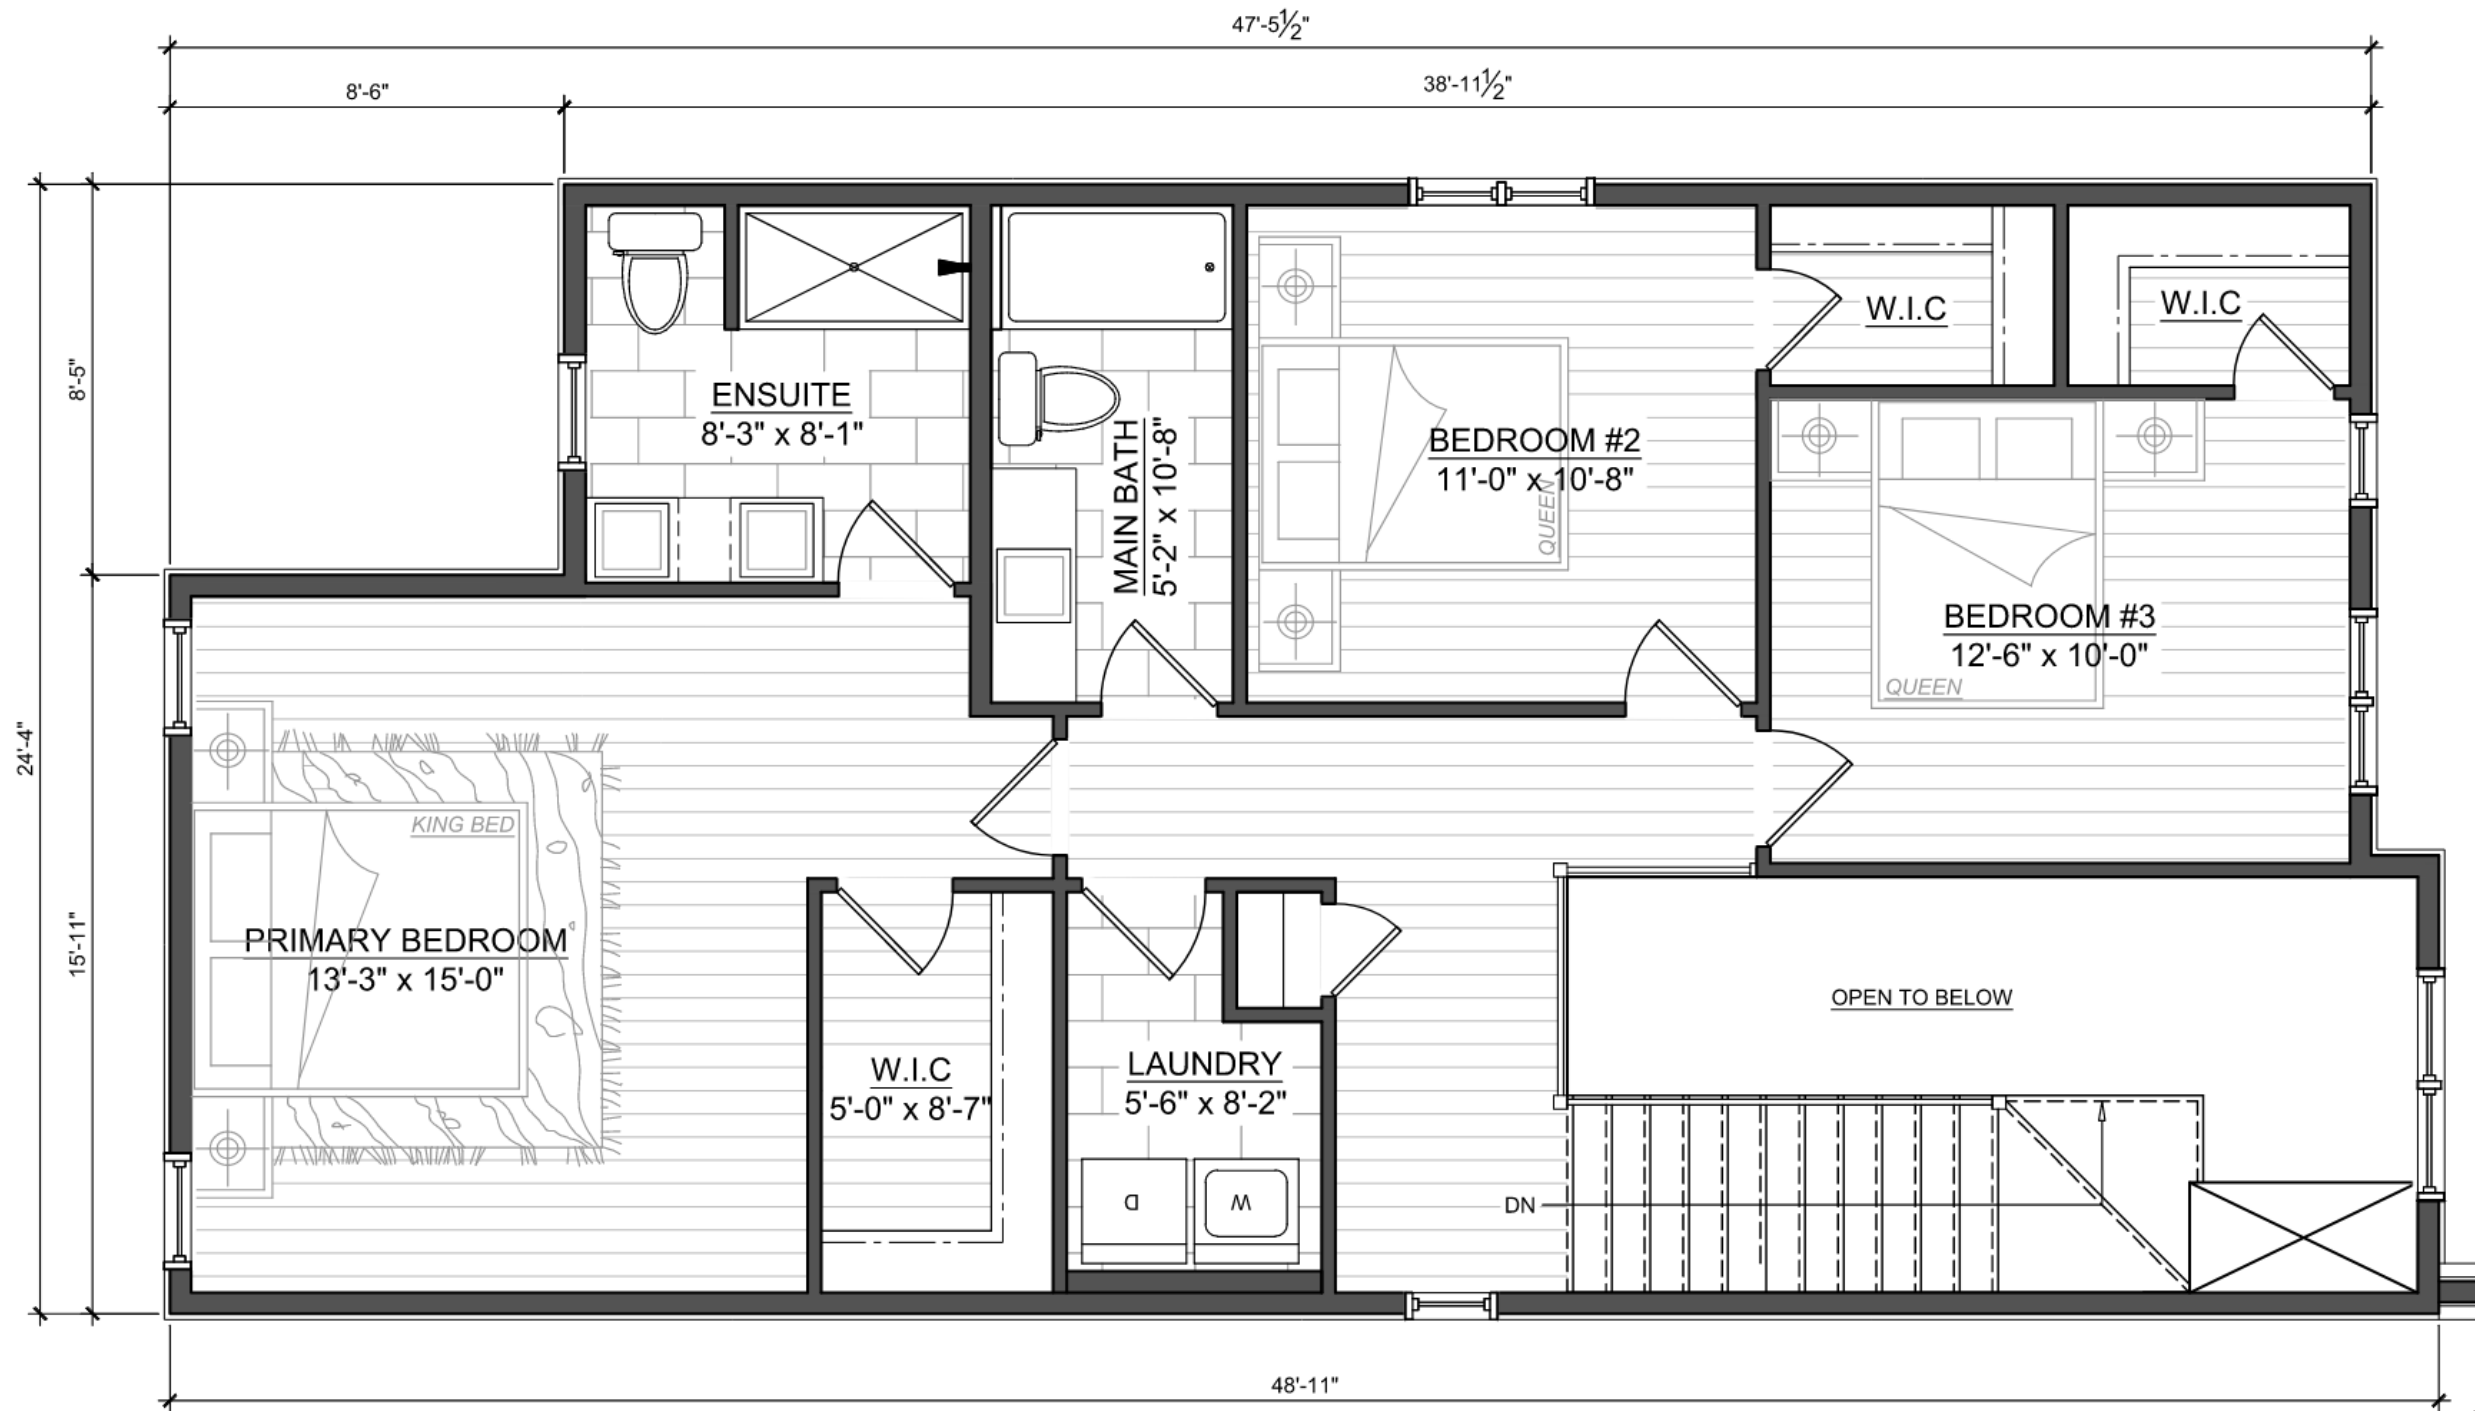 47'-5½"
8'-6"
38'-11½"
8'-5"
24'-4"
15'-11"
ENSUITE
8'-3" x 8'-1"
MAIN BATH
5'-2" x 10'-8"
BEDROOM #2
11'-0" x 10'-8"
QUEEN
W.I.C
W.I.C
BEDROOM #3
12'-6" x 10'-0"
QUEEN
KING BED
PRIMARY BEDROOM
13'-3" x 15'-0"
W.I.C
5'-0" x 8'-7"
LAUNDRY
5'-6" x 8'-2"
D
W
OPEN TO BELOW
DN
48'-11"